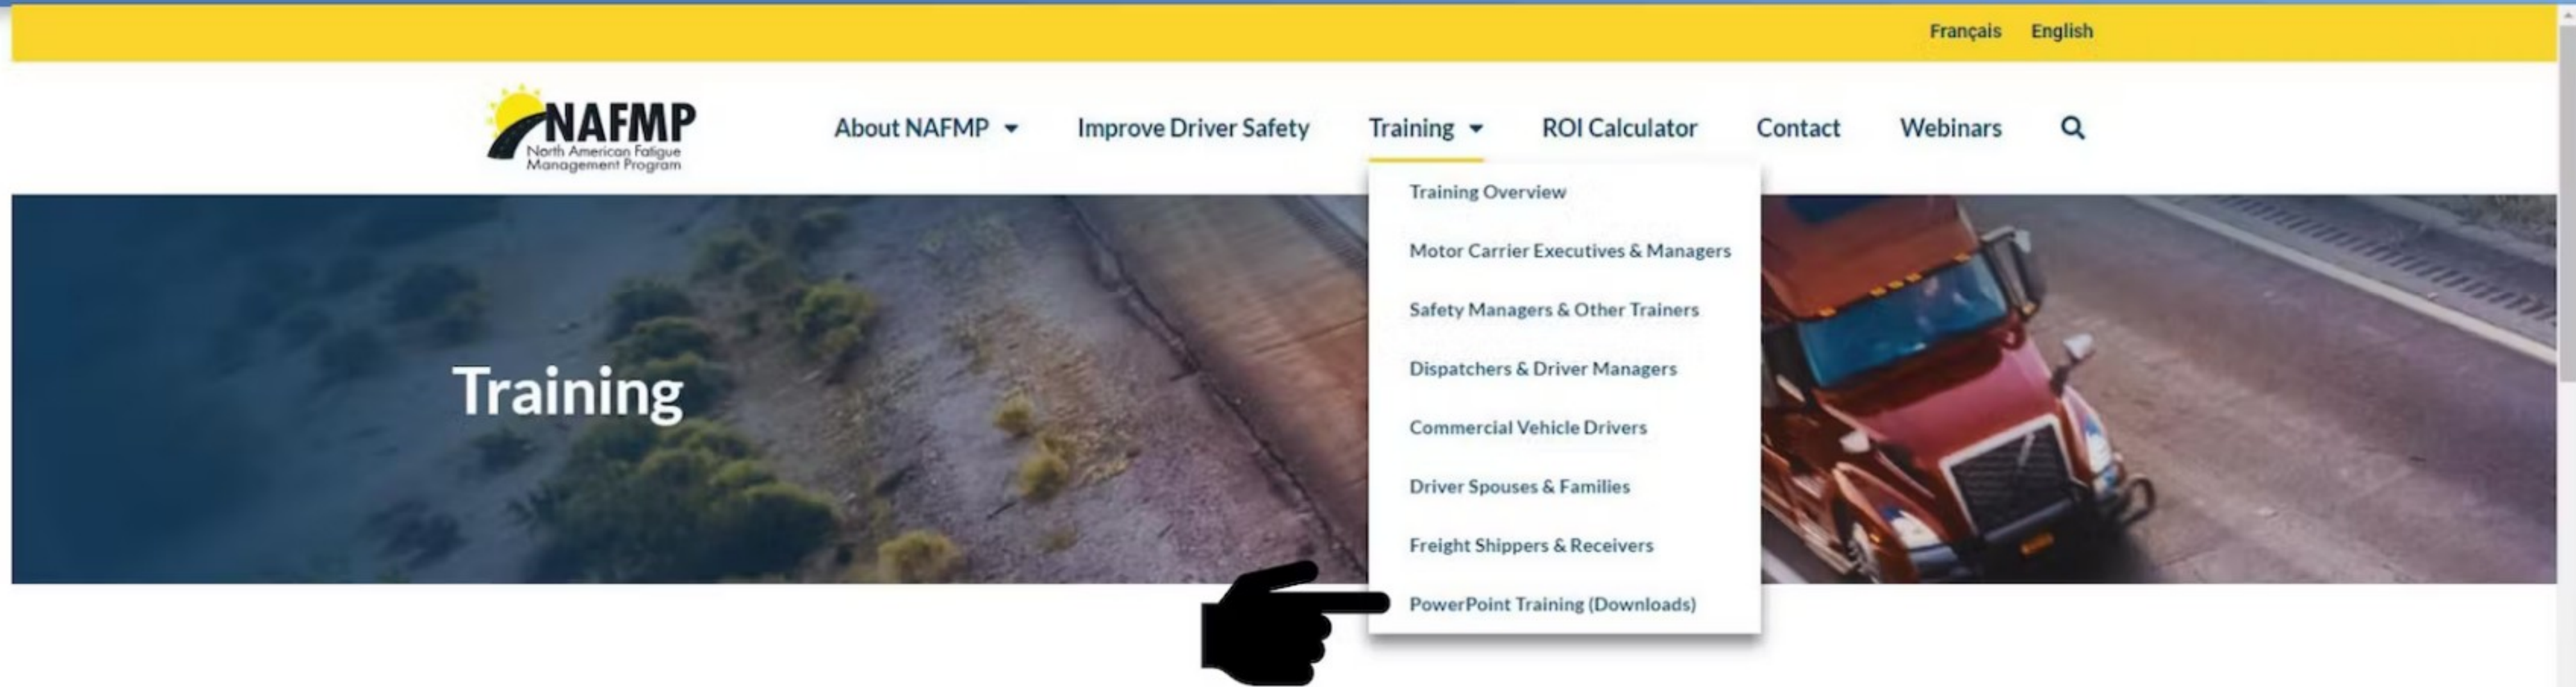 Français English
NAFMP
North American Fatigue
Management Program
About NAFMP Improve Driver Safety Training ROI Calculator Contact Webinars
Training Overview
Motor Carrier Executives & Managers
Safety Managers & Other Trainers
Dispatchers & Driver Managers
Commercial Vehicle Drivers
Driver Spouses & Families
Freight Shippers & Receivers
PowerPoint Training (Downloads)
Training